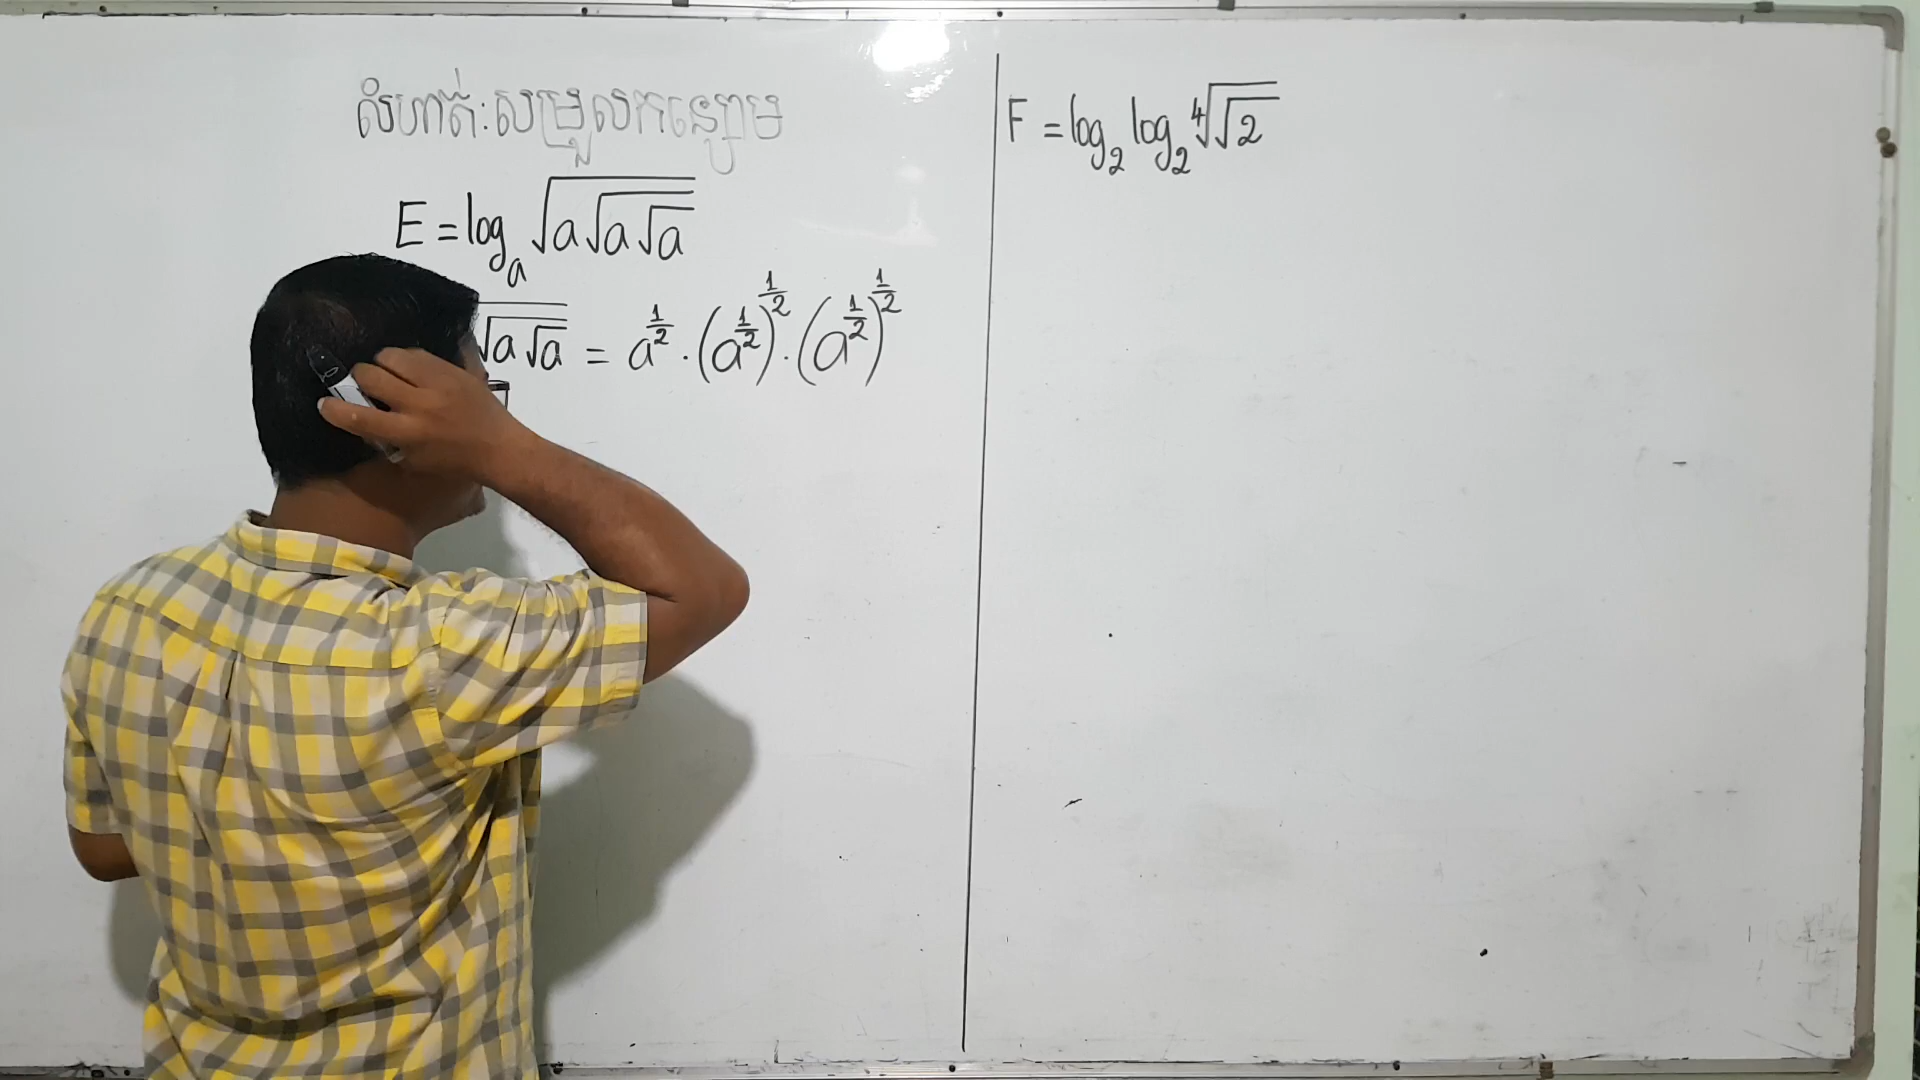 លំហាត់:សម្រួលកន្សោម
E = log_a √(a√(a√a))
√(a√a) = a^(1/2) · (a^(1/2))^(1/2) · (a^(1/2))^(1/2)
F = log_2 log_2 ⁴√(√2)